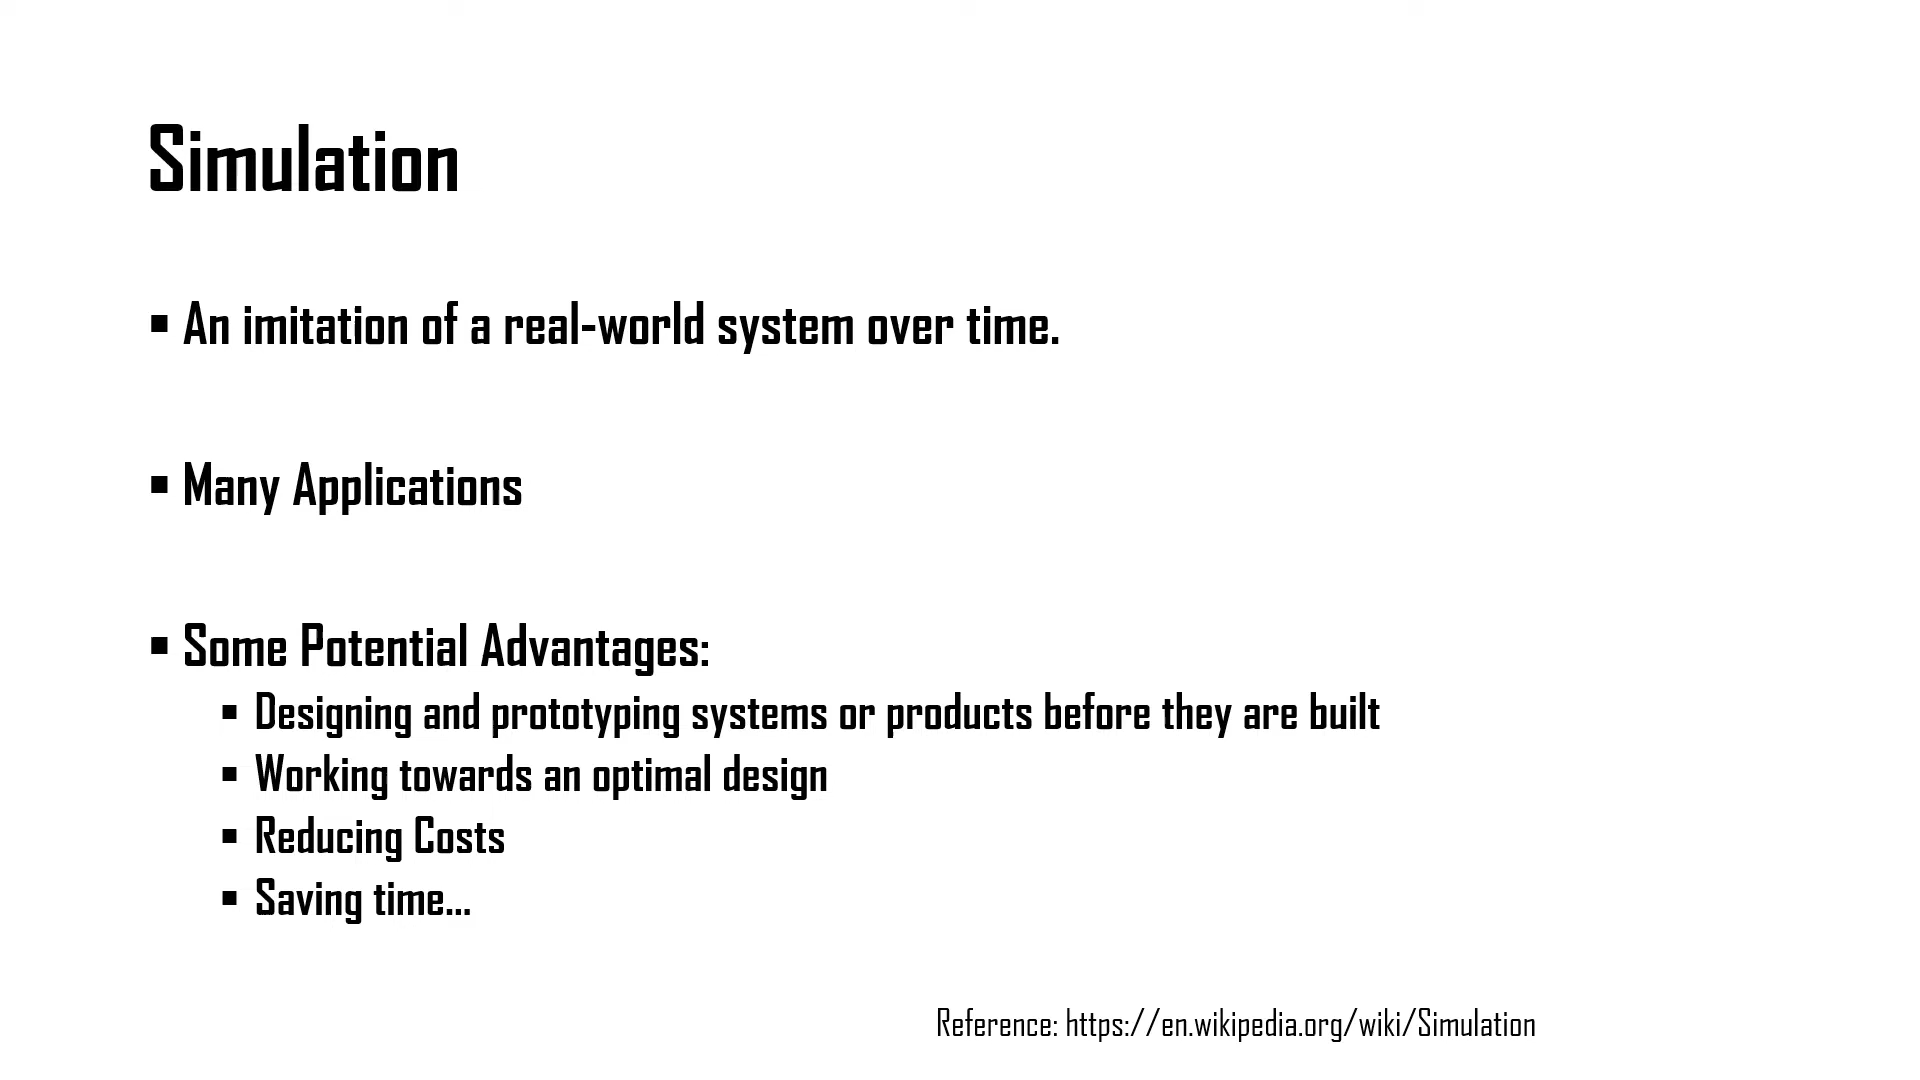 Simulation
▪ An imitation of a real-world system over time.
▪ Many Applications
▪ Some Potential Advantages:
▪ Designing and prototyping systems or products before they are built
▪ Working towards an optimal design
▪ Reducing Costs
▪ Saving time...
Reference: https://en.wikipedia.org/wiki/Simulation